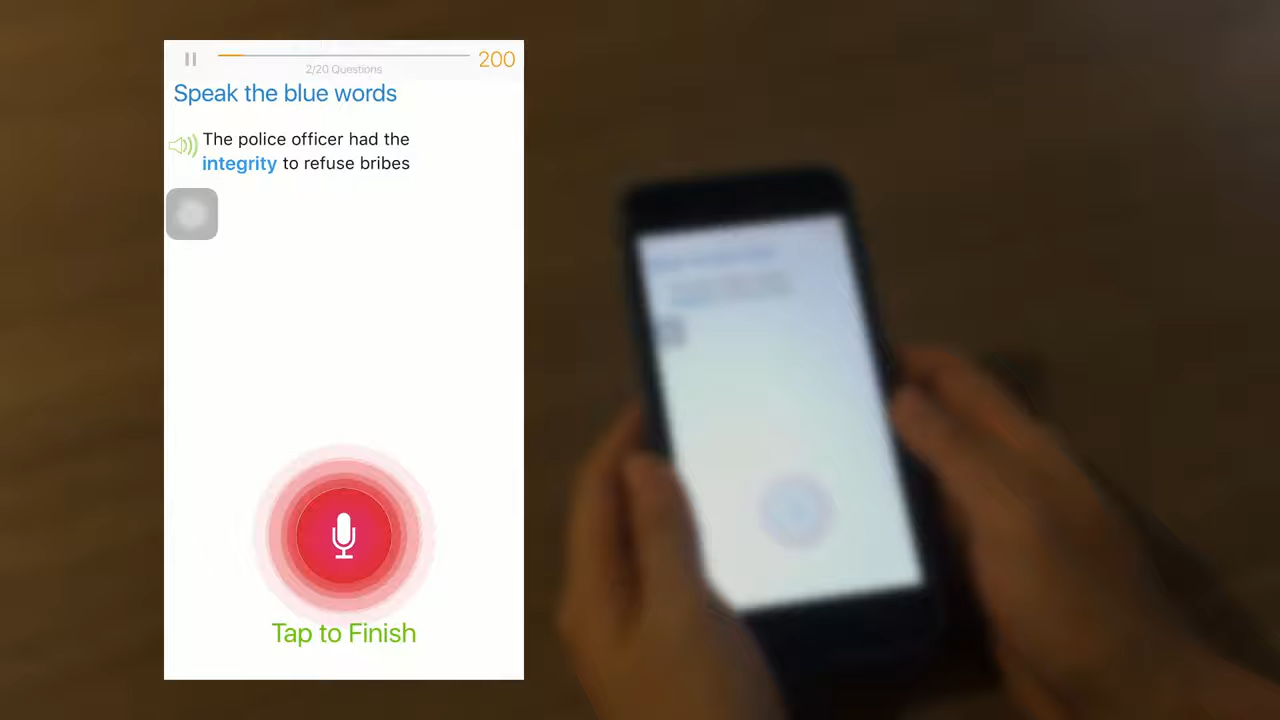 200
2/20 Questions
Speak the blue words
The police officer had the
integrity to refuse bribes
Tap to Finish